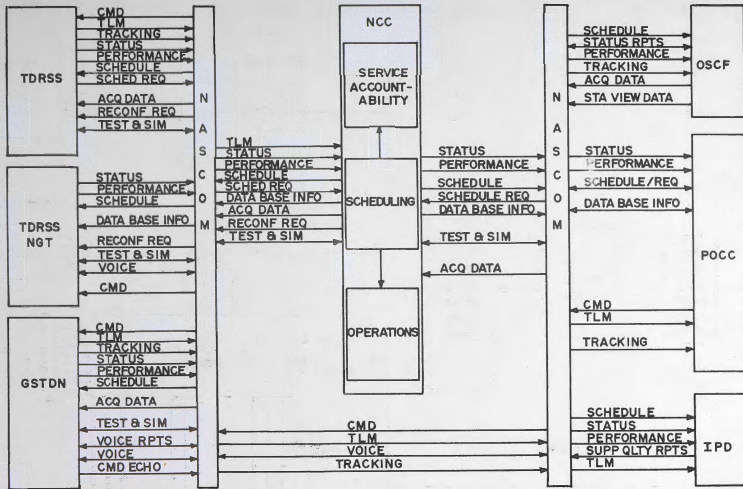 TDRSS
CMD
TLM
TRACKING
STATUS
PERFORMANCE
SCHEDULE
SCHED REQ
ACQ DATA
RECONF REQ
TEST & SIM
TDRSS
NGT
STATUS
PERFORMANCE
SCHEDULE
DATA BASE INFO
RECONF REQ
TEST & SIM
VOICE
CMD
GSTDN
CMD
TLM
TRACKING
STATUS
PERFORMANCE
SCHEDULE
ACQ DATA
TEST & SIM
VOICE RPTS
VOICE
CMD ECHO
N
A
S
C
O
M
TLM
STATUS
PERFORMANCE
SCHEDULE
SCHED REQ
DATA BASE INFO
ACQ DATA
RECONF REQ
TEST & SIM
NCC
SERVICE
ACCOUNT-
ABILITY
SCHEDULING
OPERATIONS
STATUS
PERFORMANCE
SCHEDULE
SCHEDULE REQ
DATA BASE INFO
TEST & SIM
ACQ DATA
CMD
TLM
VOICE
TRACKING
N
A
S
C
O
M
SCHEDULE
STATUS RPTS
PERFORMANCE
TRACKING
ACQ DATA
STA VIEW DATA
OSCF
STATUS
PERFORMANCE
SCHEDULE/REQ
DATA BASE INFO
CMD
TLM
TRACKING
POCC
SCHEDULE
STATUS
PERFORMANCE
SUPP QLTY RPTS
TLM
IPD